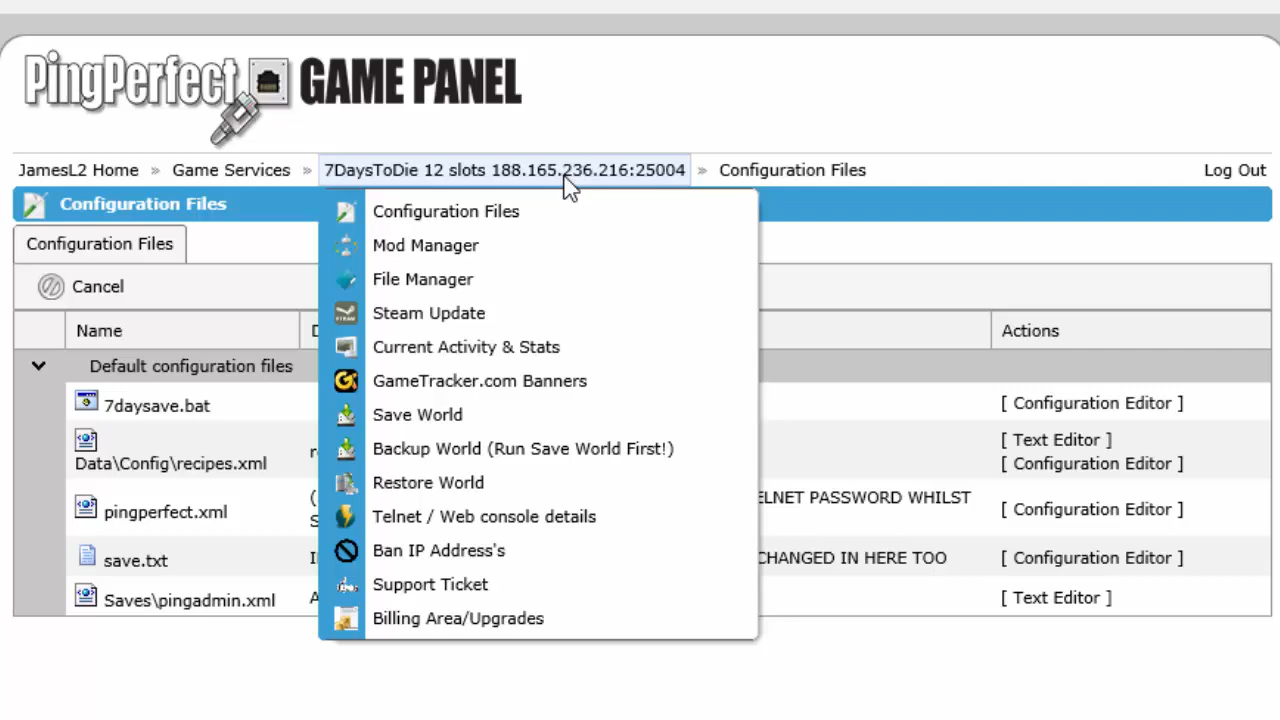 PingPerfect GAME PANEL
JamesL2 Home » Game Services » 7DaysToDie 12 slots 188.165.236.216:25004 » Configuration Files Log Out
Configuration Files
Configuration Files
Cancel
Name
Actions
Default configuration files
7daysave.bat
[ Configuration Editor ]
Data\Config\recipes.xml
[ Text Editor ]
[ Configuration Editor ]
pingperfect.xml
ELNET PASSWORD WHILST
[ Configuration Editor ]
save.txt
CHANGED IN HERE TOO
[ Configuration Editor ]
Saves\pingadmin.xml
[ Text Editor ]
Configuration Files
Mod Manager
File Manager
Steam Update
Current Activity & Stats
GameTracker.com Banners
Save World
Backup World (Run Save World First!)
Restore World
Telnet / Web console details
Ban IP Address's
Support Ticket
Billing Area/Upgrades